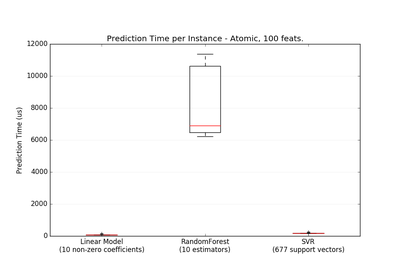 Prediction Time per Instance - Atomic, 100 feats.
12000
10000
8000
6000
4000
2000
0
Prediction Time (us)
Linear Model
(10 non-zero coefficients)
RandomForest
(10 estimators)
SVR
(677 support vectors)